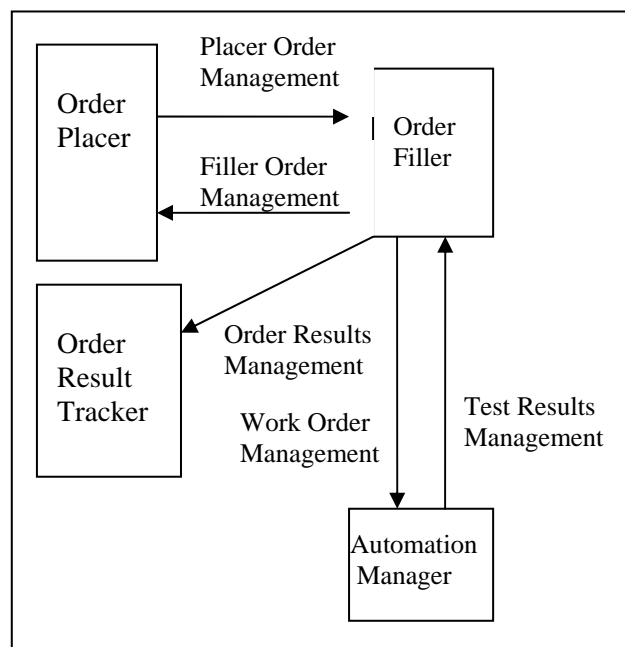 Placer Order
Management
Order
Placer
Order
Filler
Filler Order
Management
Order
Result
Tracker
Order Results
Management
Work Order
Management
Test Results
Management
Automation
Manager